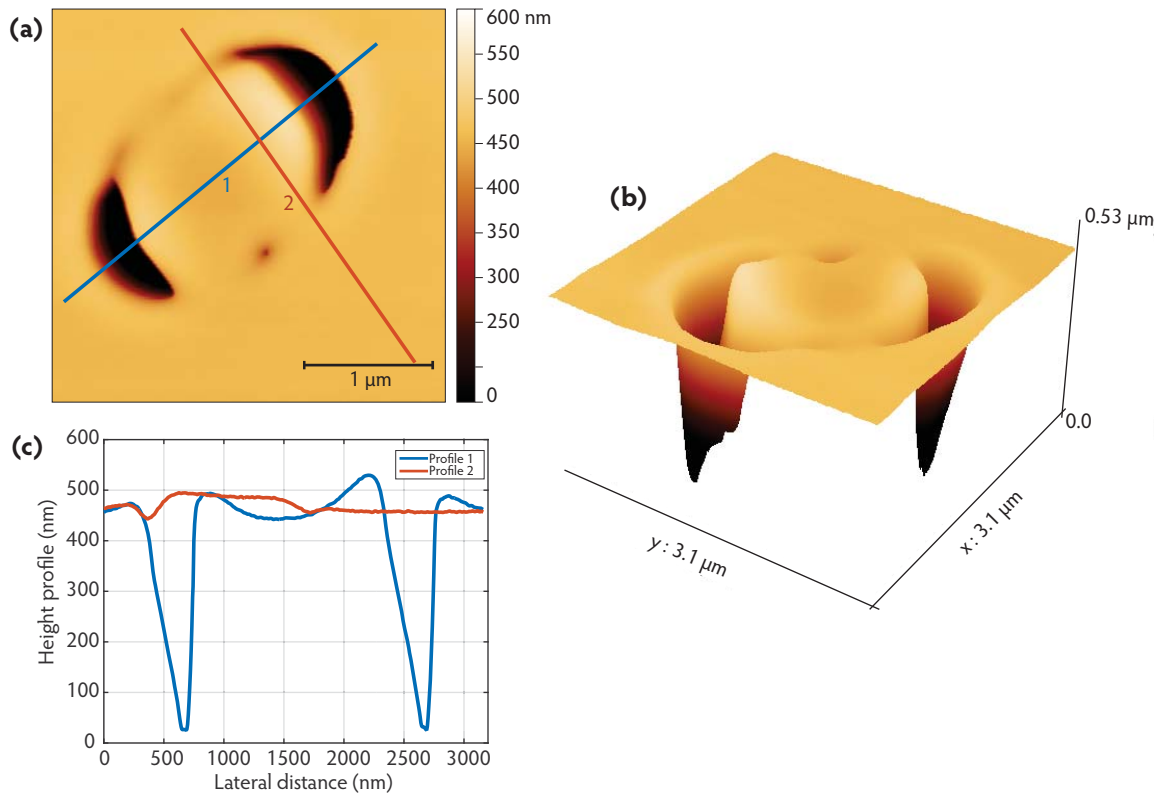 (a)
1
2
1 µm
600 nm
550
500
450
400
350
300
250
0
(b)
0.53 µm
0.0
x : 3.1 µm
y : 3.1 µm
(c)
Height profile (nm)
600
500
400
300
200
100
0
Profile 1
Profile 2
0 500 1000 1500 2000 2500 3000
Lateral distance (nm)